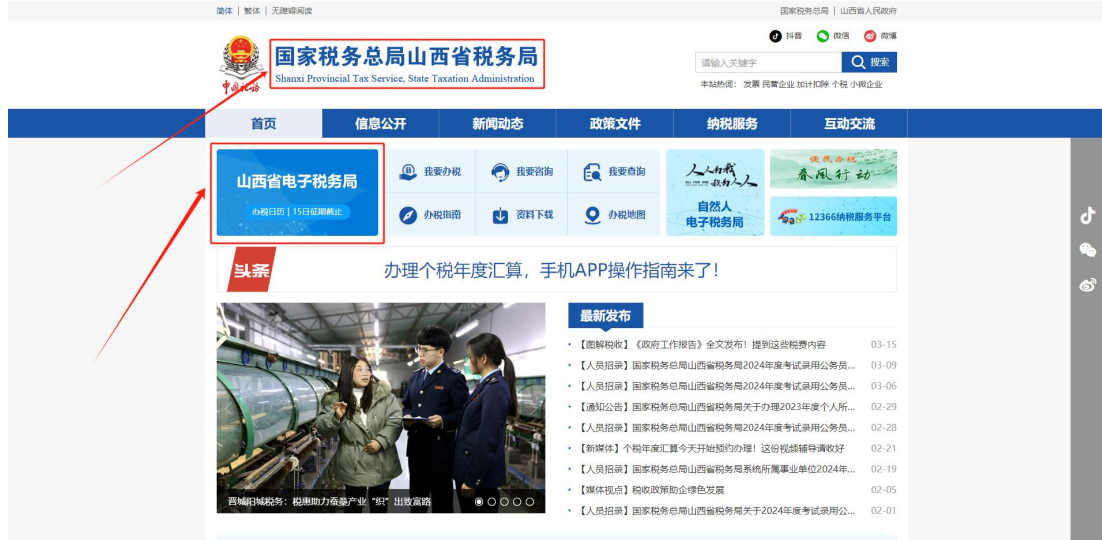 简体 | 繁体 | 无障碍阅读
国家税务总局 | 山西省人民政府
抖音 微信 微博
中国税务
国家税务总局山西省税务局
Shanxi Provincial Tax Service, State Taxation Administration
请输入关键字 搜索
本站热词: 发票 民营企业 加计扣除 个税 小微企业
首页 信息公开 新闻动态 政策文件 纳税服务 互动交流
山西省电子税务局
办税日历 | 15日征期截止
我要办税 我要咨询 我要查询
办税指南 资料下载 办税地图
人人为我
我为人人
自然人
电子税务局
便民办税
春风行动
12366纳税服务平台
头条
办理个税年度汇算，手机APP操作指南来了！
晋城阳城税务：税惠助力蚕桑产业“织”出致富路
最新发布
【图解税收】《政府工作报告》全文发布！提到这些税费内容 03-15
【人员招录】国家税务总局山西省税务局2024年度考试录用公务员... 03-09
【人员招录】国家税务总局山西省税务局2024年度考试录用公务员... 03-06
【通知公告】国家税务总局山西省税务局关于办理2023年度个人所... 02-29
【人员招录】国家税务总局山西省税务局2024年度考试录用公务员... 02-28
【新媒体】个税年度汇算今天开始预约办理！这份视频辅导请收好 02-21
【人员招录】国家税务总局山西省税务局系统所属事业单位2024年... 02-19
【媒体视点】税收政策助企绿色发展 02-05
【人员招录】国家税务总局山西省税务局关于2024年度考试录用公... 02-01